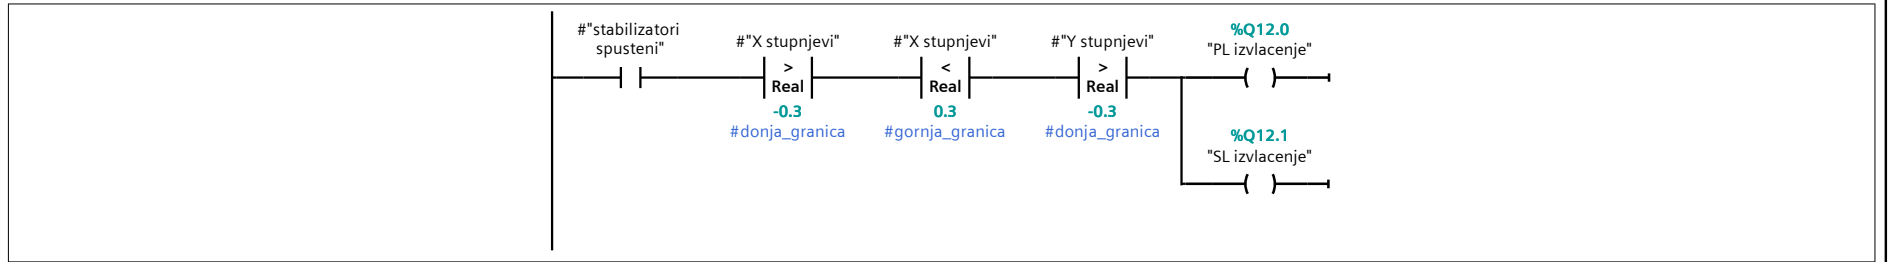 #"stabilizatori
spusteni"
#"X stupnjevi"
>
Real
-0.3
#donja_granica
#"X stupnjevi"
<
Real
0.3
#gornja_granica
#"Y stupnjevi"
>
Real
-0.3
#donja_granica
%Q12.0
"PL izvlacenje"
( )
%Q12.1
"SL izvlacenje"
( )